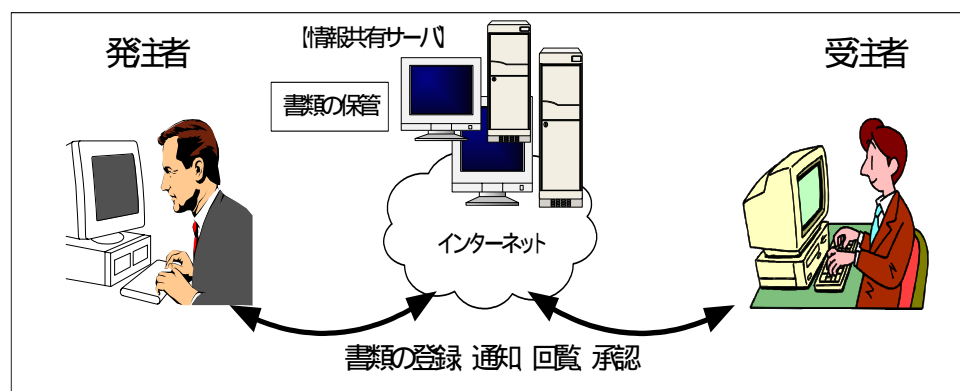 発注者
【情報共有サーバ】
受注者
書類の保管
インターネット
書類の登録、通知、回覧、承認